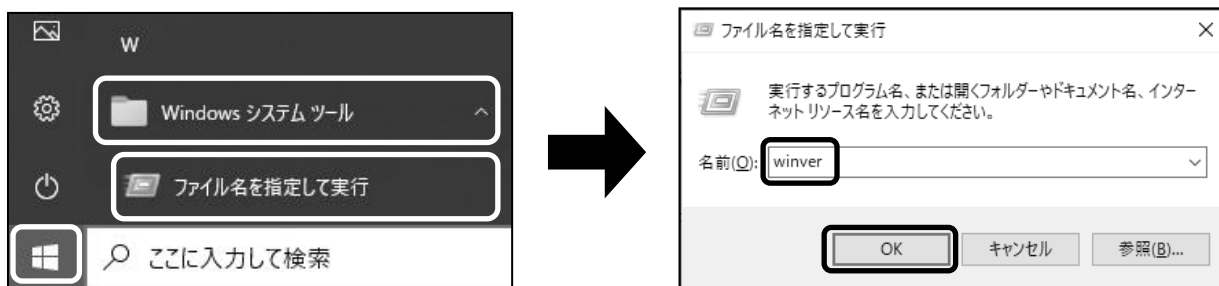 W
Windows システム ツール
ファイル名を指定して実行
ここに入力して検索
ファイル名を指定して実行
実行するプログラム名、または開くフォルダーやドキュメント名、インター
ネット リソース名を入力してください。
名前(O): winver
OK キャンセル 参照(B)...